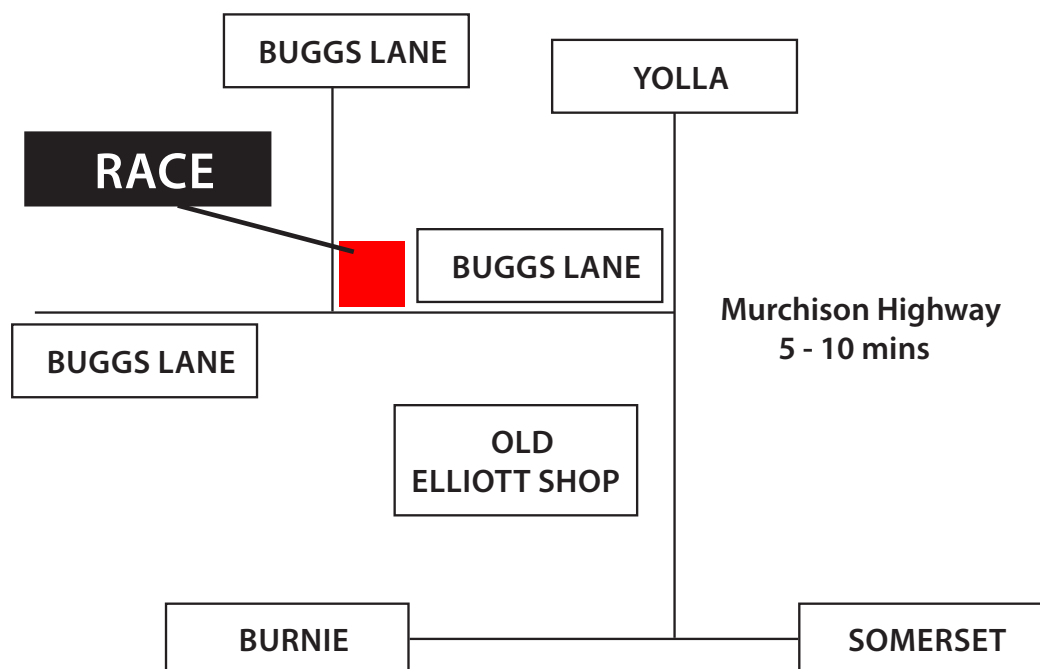 BUGGS LANE
YOLLA
RACE
BUGGS LANE
Murchison Highway
5 - 10 mins
BUGGS LANE
OLD
ELLIOTT SHOP
BURNIE
SOMERSET